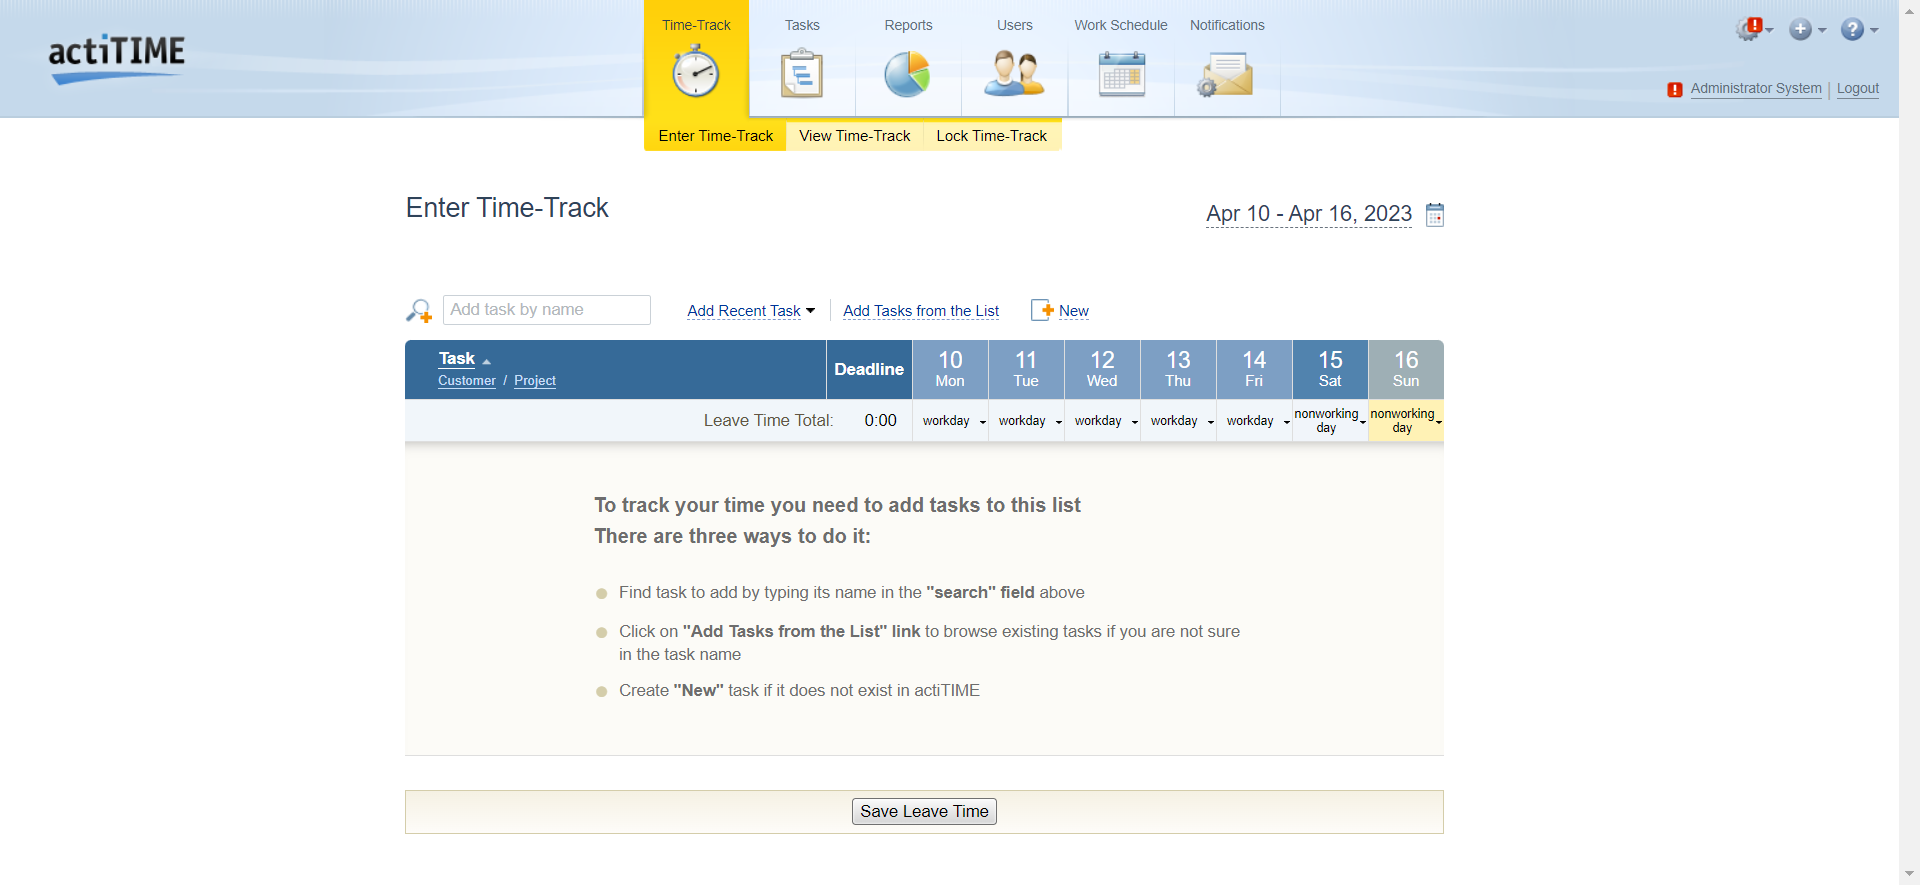 actiTIME
Time-Track
Tasks
Reports
Users
Work Schedule
Notifications
Administrator System
Logout
Enter Time-Track
View Time-Track
Lock Time-Track
Enter Time-Track
Apr 10 - Apr 16, 2023
Add task by name
Add Recent Task
Add Tasks from the List
New
Task
Customer / Project
Deadline
10
Mon
11
Tue
12
Wed
13
Thu
14
Fri
15
Sat
16
Sun
Leave Time Total:
0:00
workday
workday
workday
workday
workday
nonworking
day
nonworking
day
To track your time you need to add tasks to this list
There are three ways to do it:
Find task to add by typing its name in the "search" field above
Click on "Add Tasks from the List" link to browse existing tasks if you are not sure
in the task name
Create "New" task if it does not exist in actiTIME
Save Leave Time